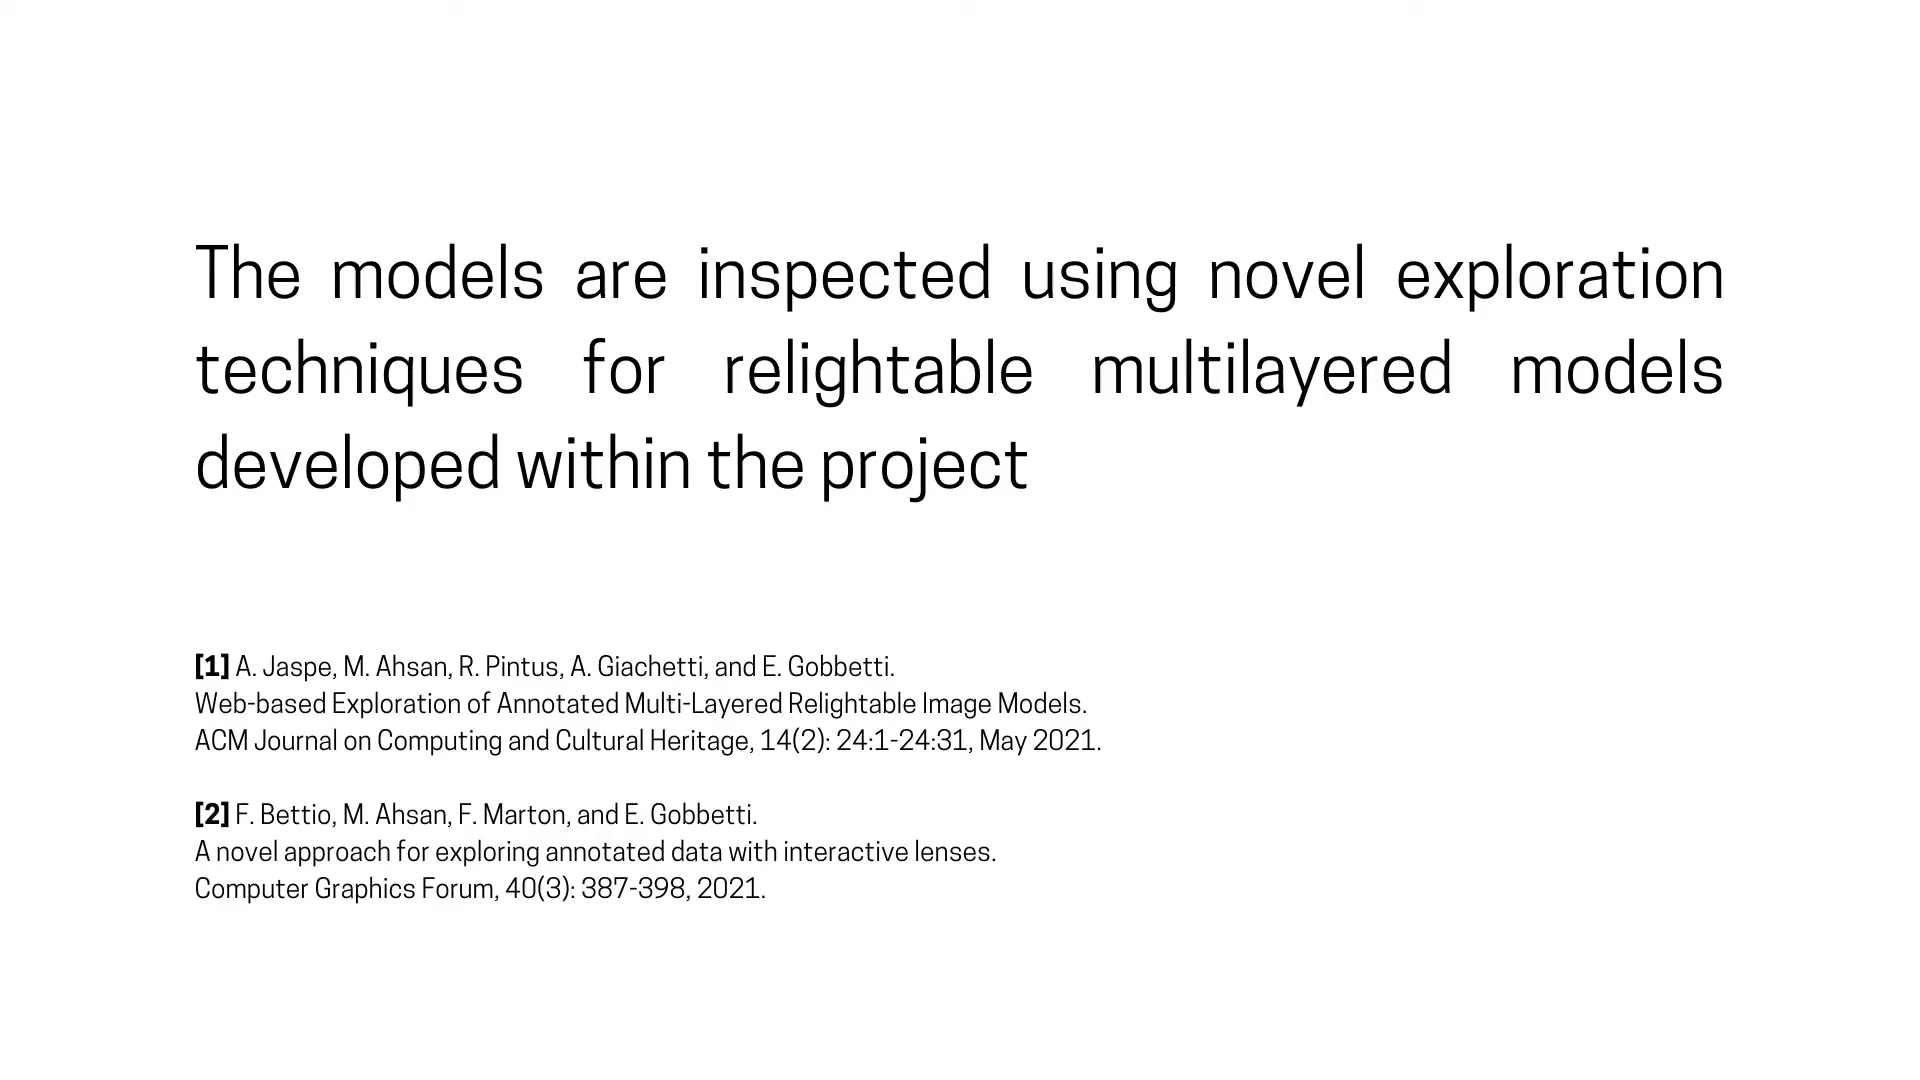 The models are inspected using novel exploration
techniques for relightable multilayered models
developed within the project
[1] A. Jaspe, M. Ahsan, R. Pintus, A. Giachetti, and E. Gobbetti.
Web-based Exploration of Annotated Multi-Layered Relightable Image Models.
ACM Journal on Computing and Cultural Heritage, 14(2): 24:1-24:31, May 2021.
[2] F. Bettio, M. Ahsan, F. Marton, and E. Gobbetti.
A novel approach for exploring annotated data with interactive lenses.
Computer Graphics Forum, 40(3): 387-398, 2021.